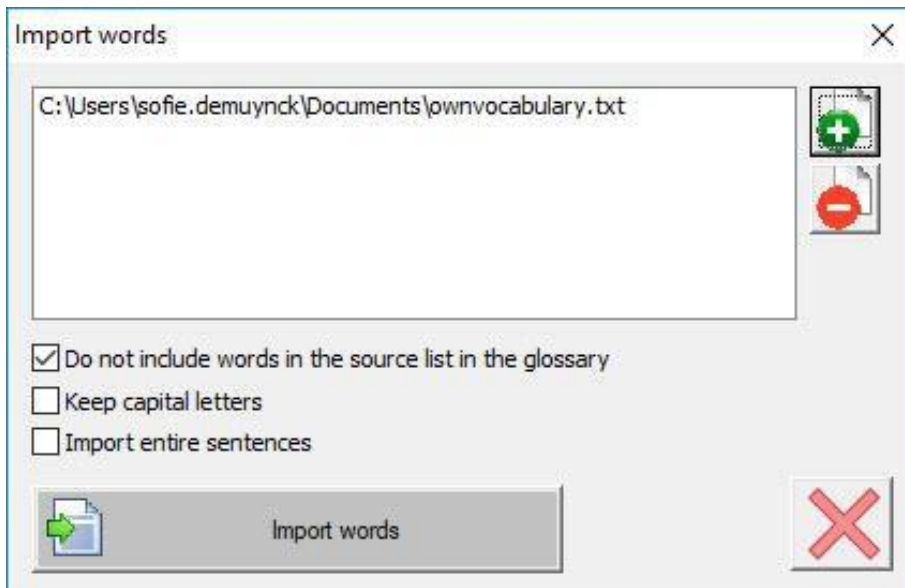 Import words
C:\Users\sofie.demuynck\Documents\ownvocabulary.txt
Do not include words in the source list in the glossary
Keep capital letters
Import entire sentences
Import words